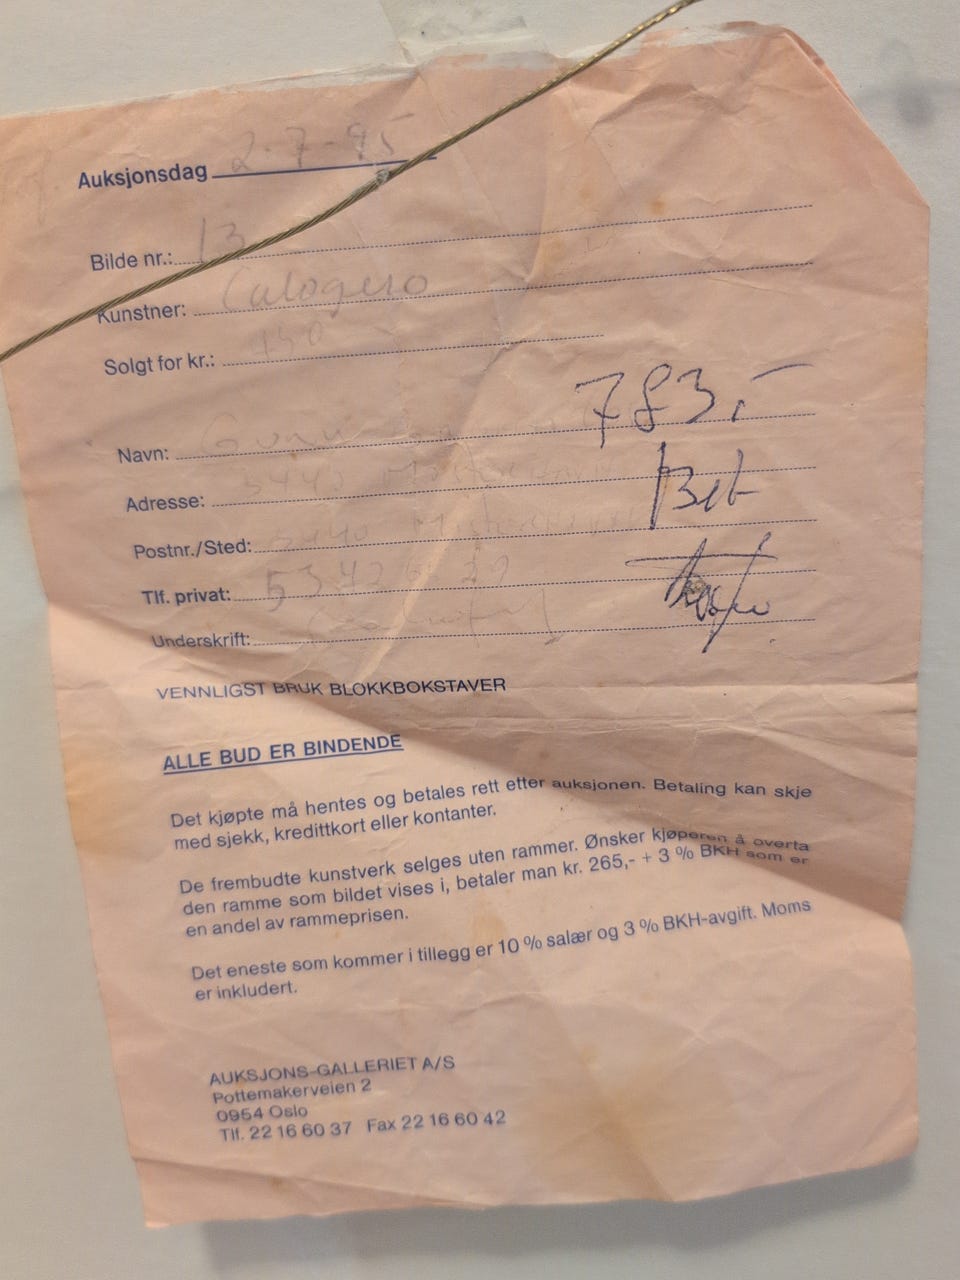 Auksjonsdag 2-7-95
Bilde nr.: 13
Kunstner: Calogero
Solgt for kr.: 450
783,-
Navn:
Bet
Adresse:
Postnr./Sted:
Tlf. privat:
Underskrift:
VENNLIGST BRUK BLOKKBOKSTAVER
ALLE BUD ER BINDENDE
Det kjøpte må hentes og betales rett etter auksjonen. Betaling kan skje
med sjekk, kredittkort eller kontanter.
De frembudte kunstverk selges uten rammer. Ønsker kjøperen å overta
den ramme som bildet vises i, betaler man kr. 265,- + 3 % BKH som er
en andel av rammeprisen.
Det eneste som kommer i tillegg er 10 % salær og 3 % BKH-avgift. Moms
er inkludert.
AUKSJONS-GALLERIET A/S
Pottemakerveien 2
0954 Oslo
Tlf. 22 16 60 37 Fax 22 16 60 42